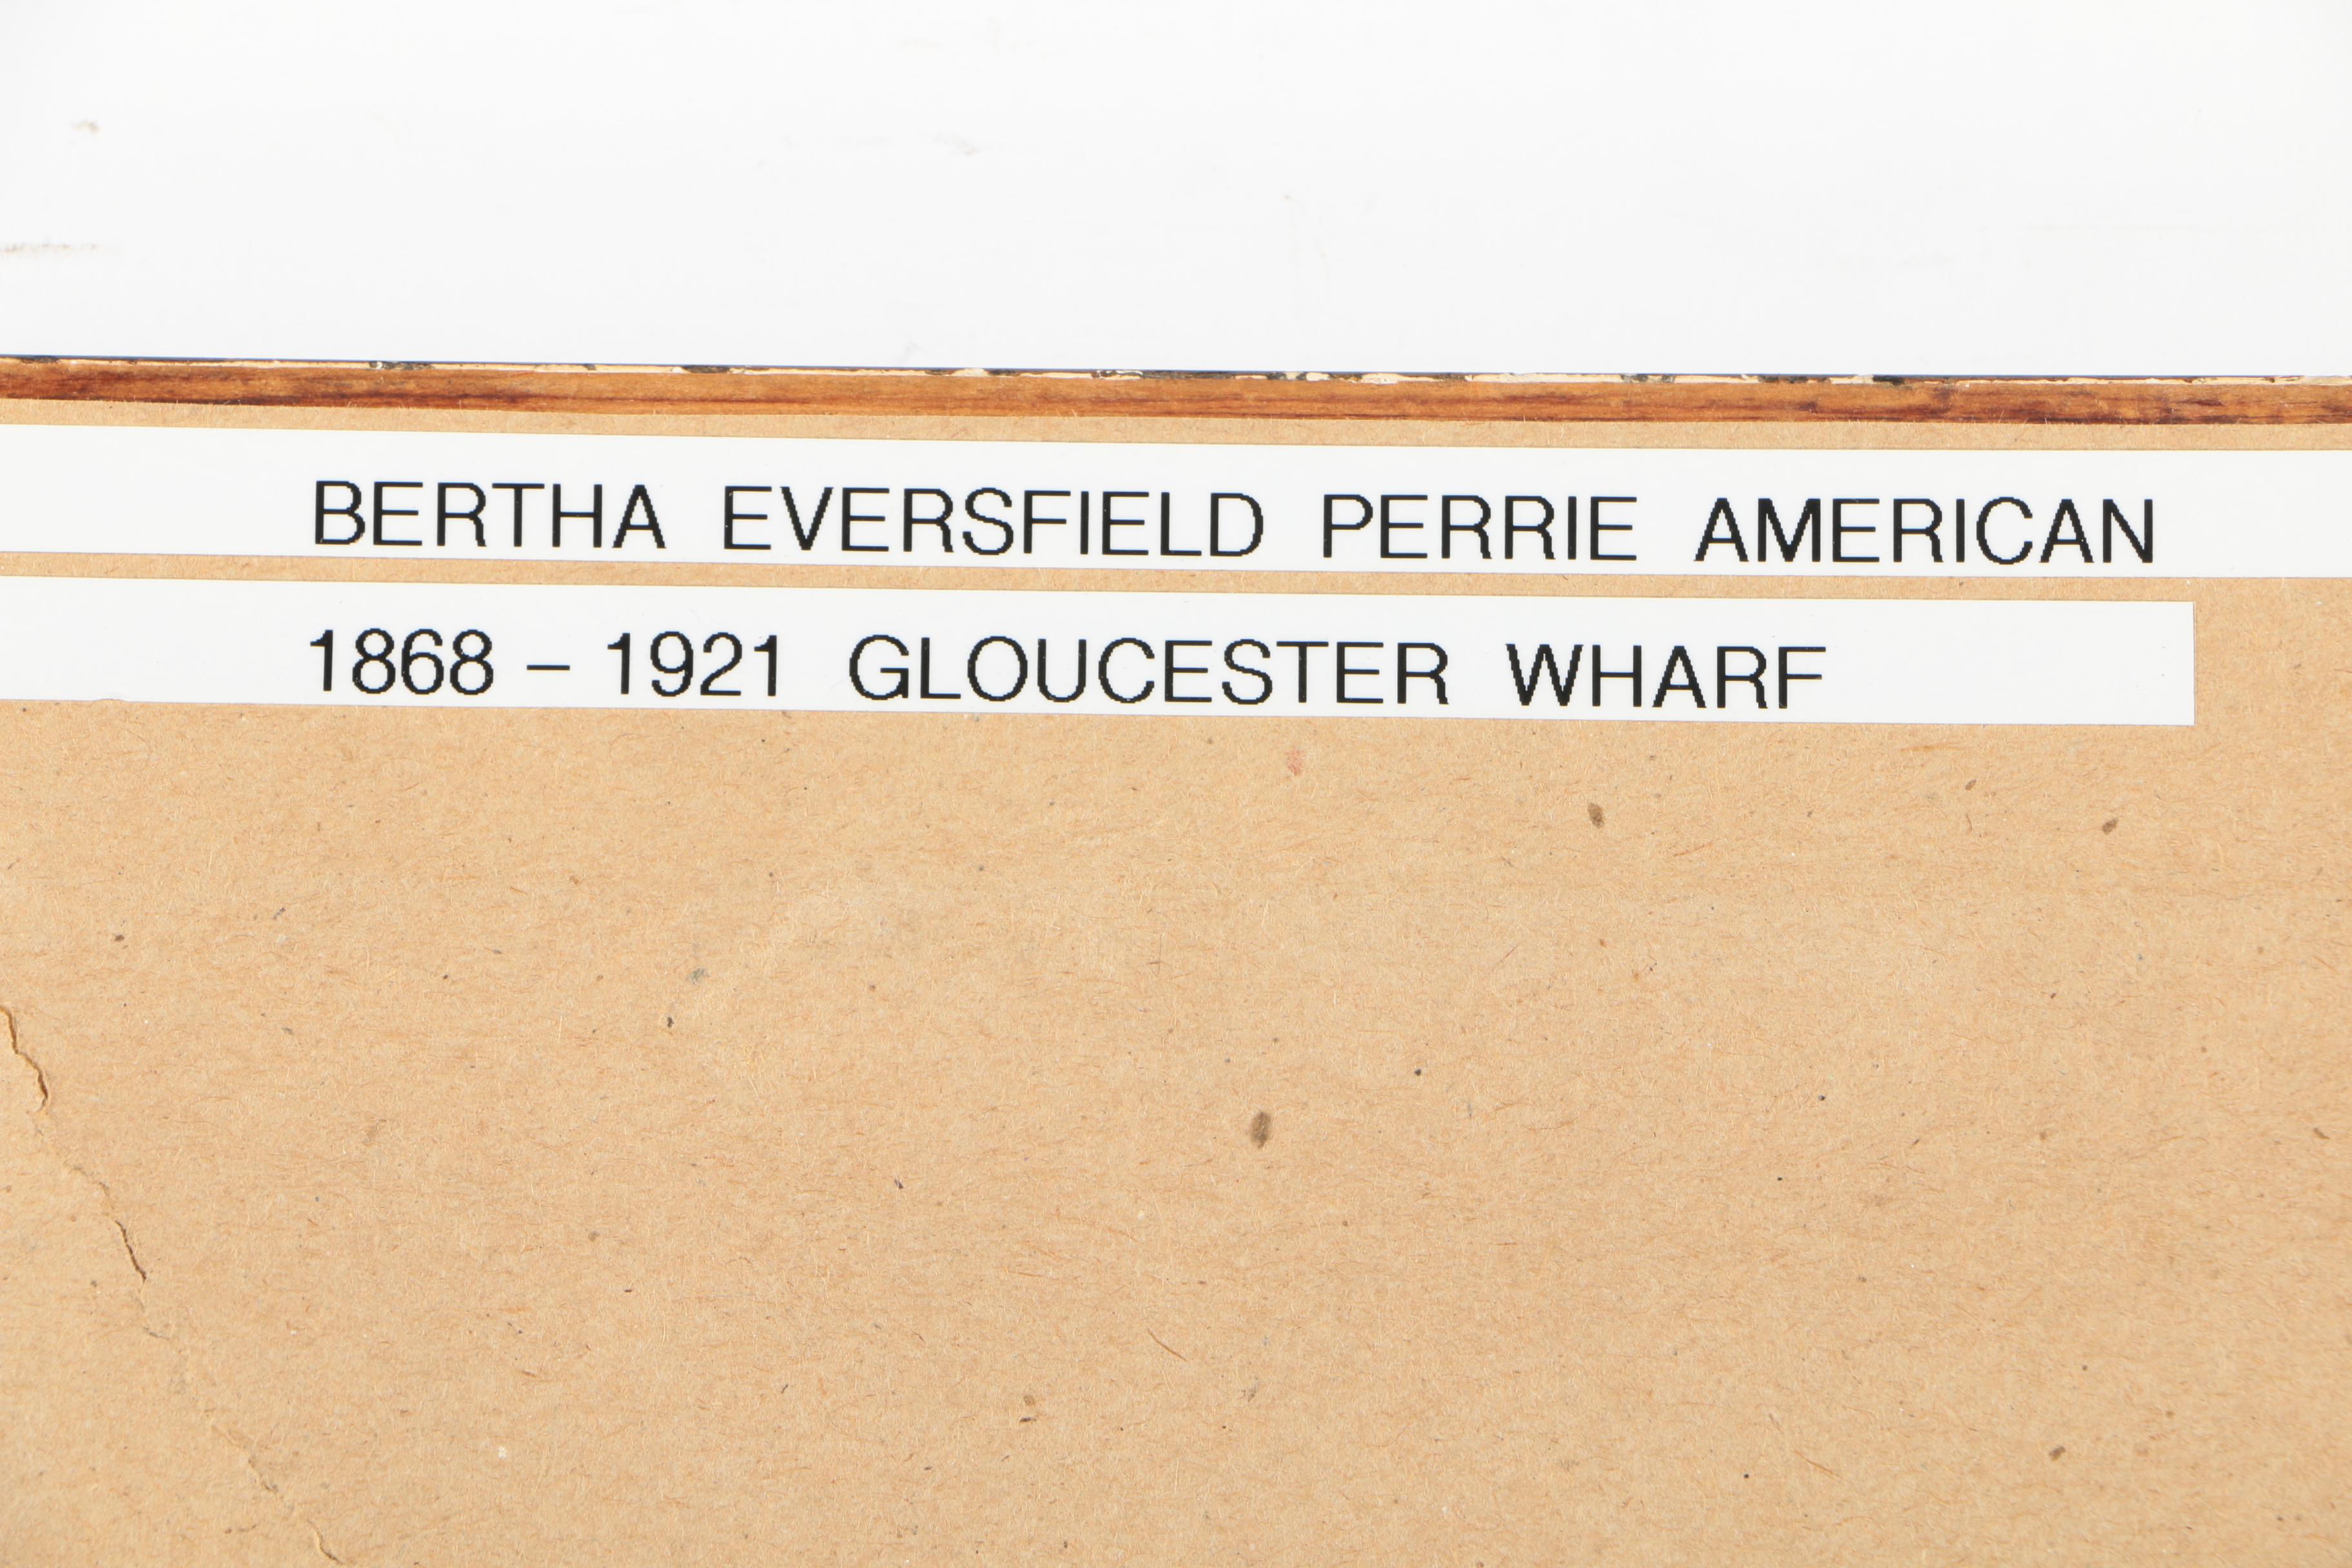 BERTHA EVERSFIELD PERRIE AMERICAN
1868 – 1921 GLOUCESTER WHARF